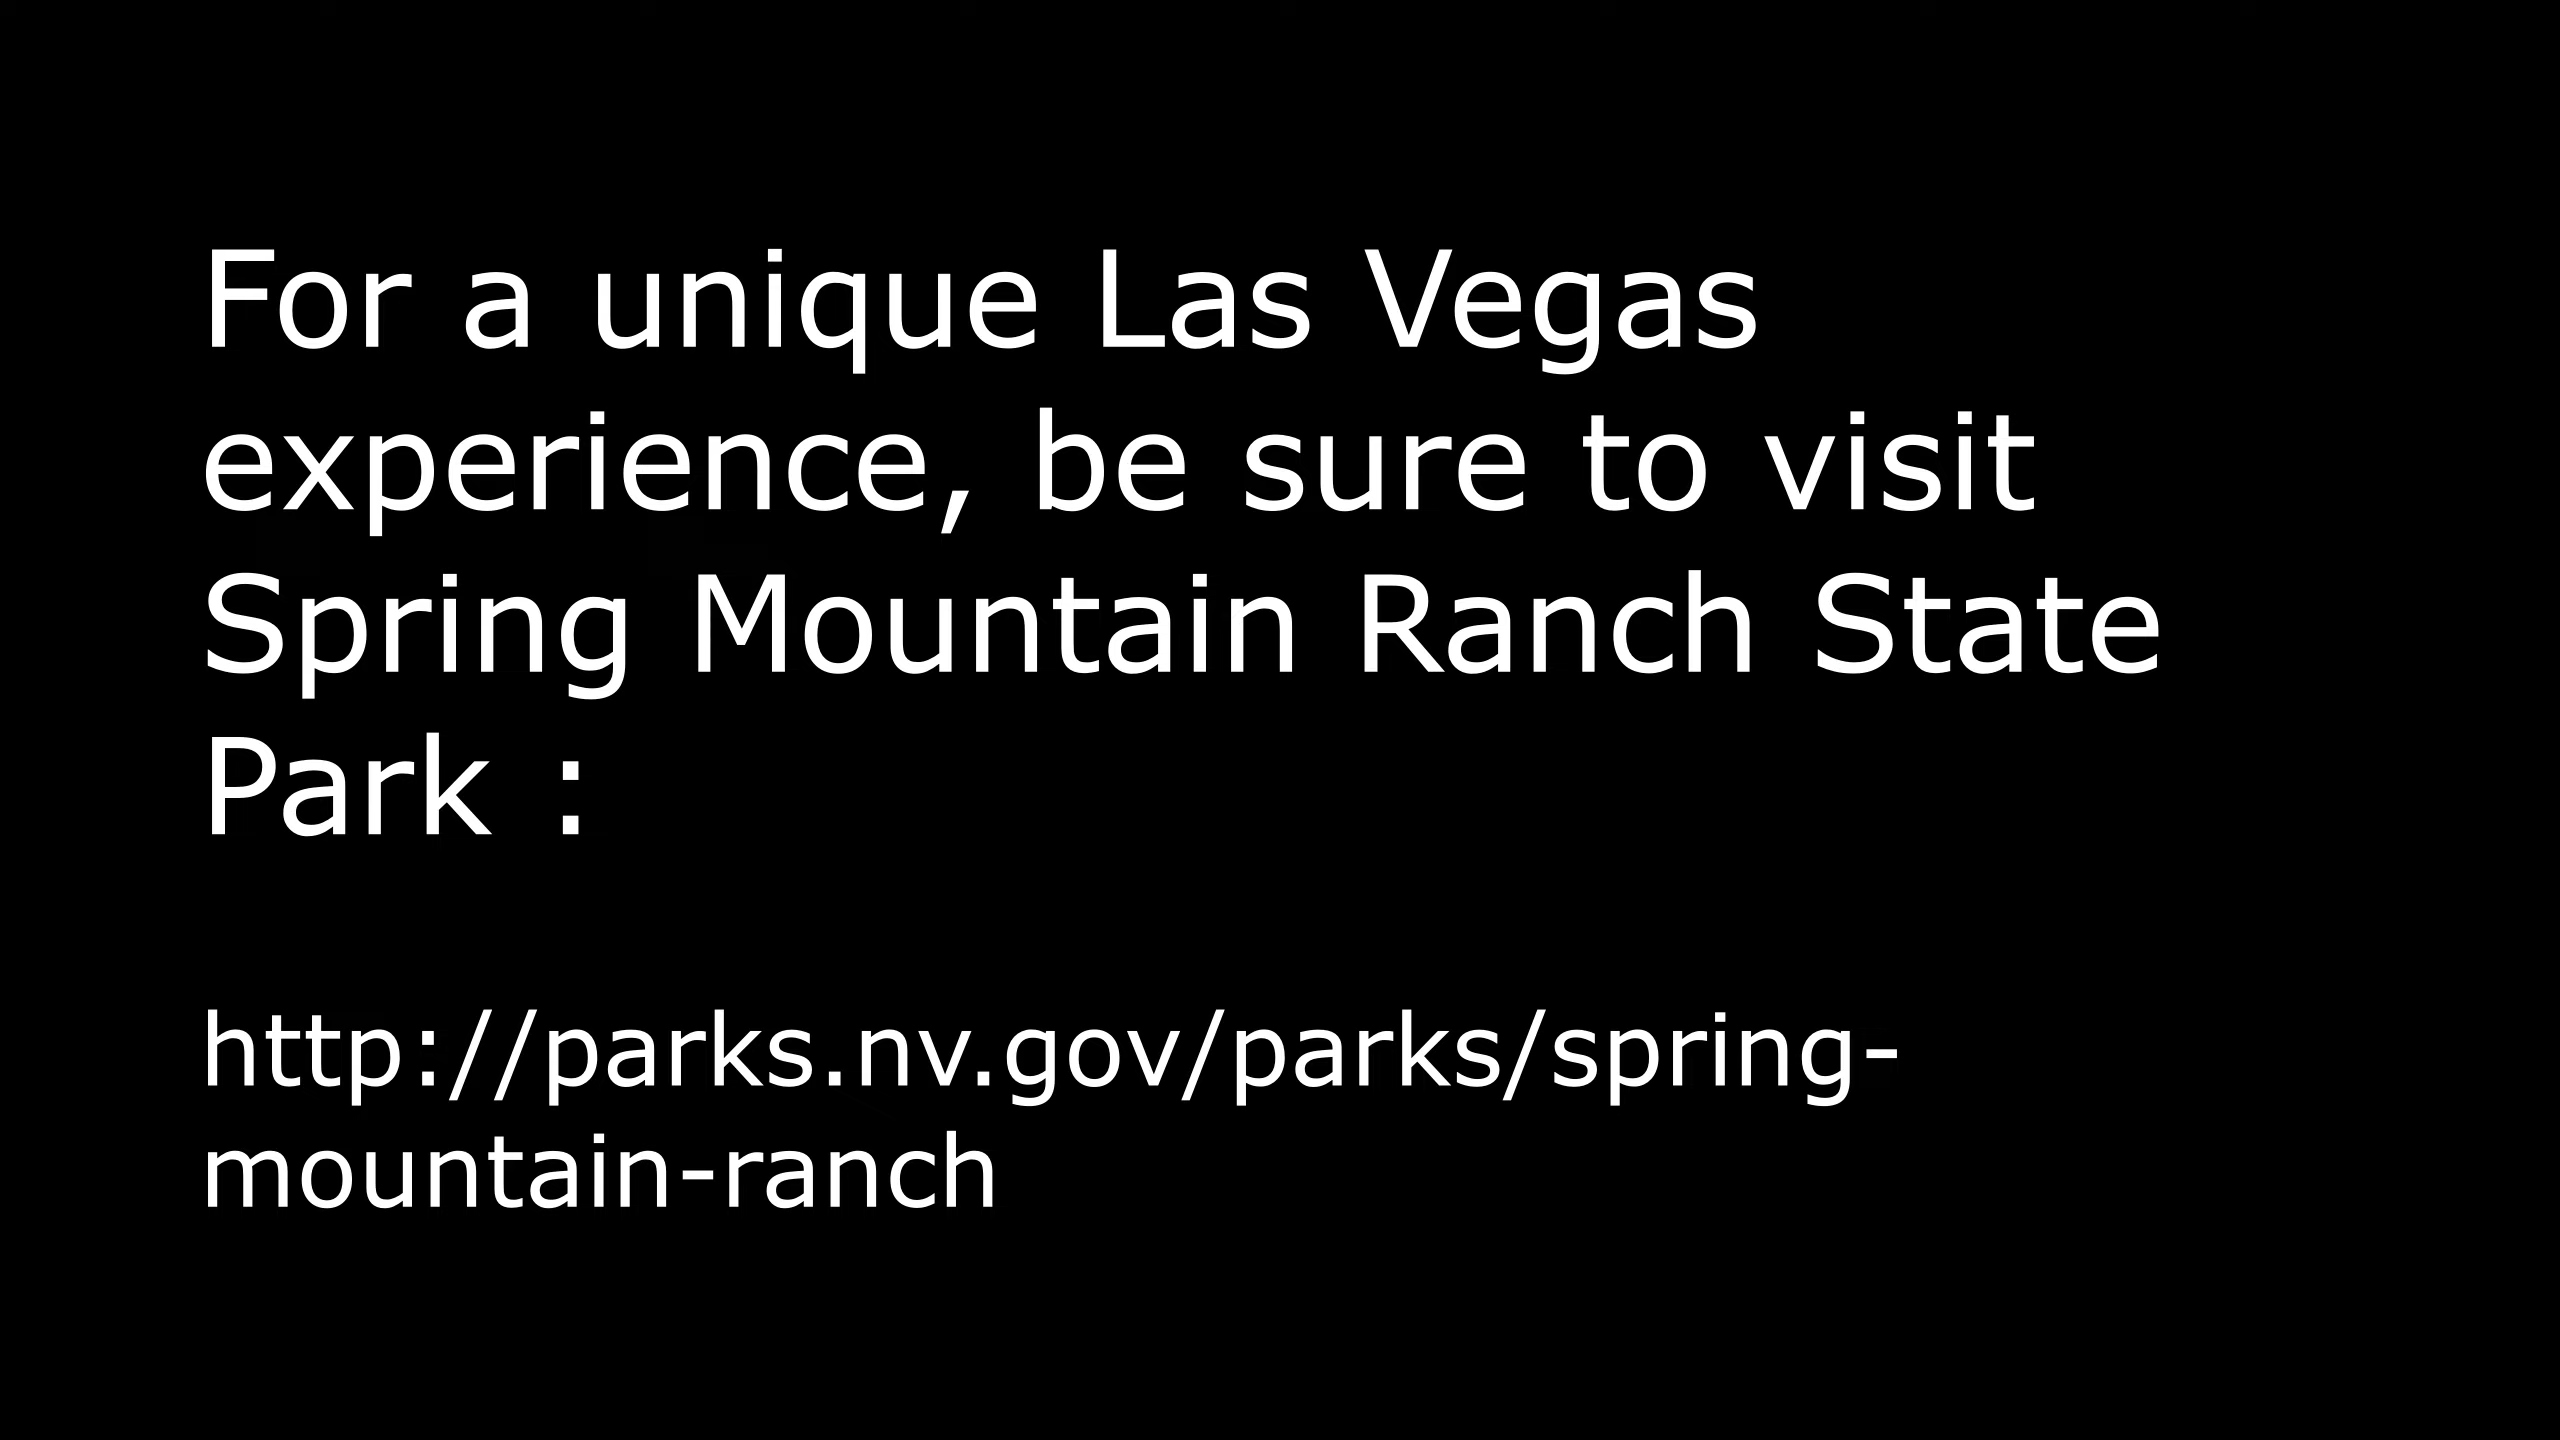 For a unique Las Vegas
experience, be sure to visit
Spring Mountain Ranch State
Park :
http://parks.nv.gov/parks/spring-
mountain-ranch